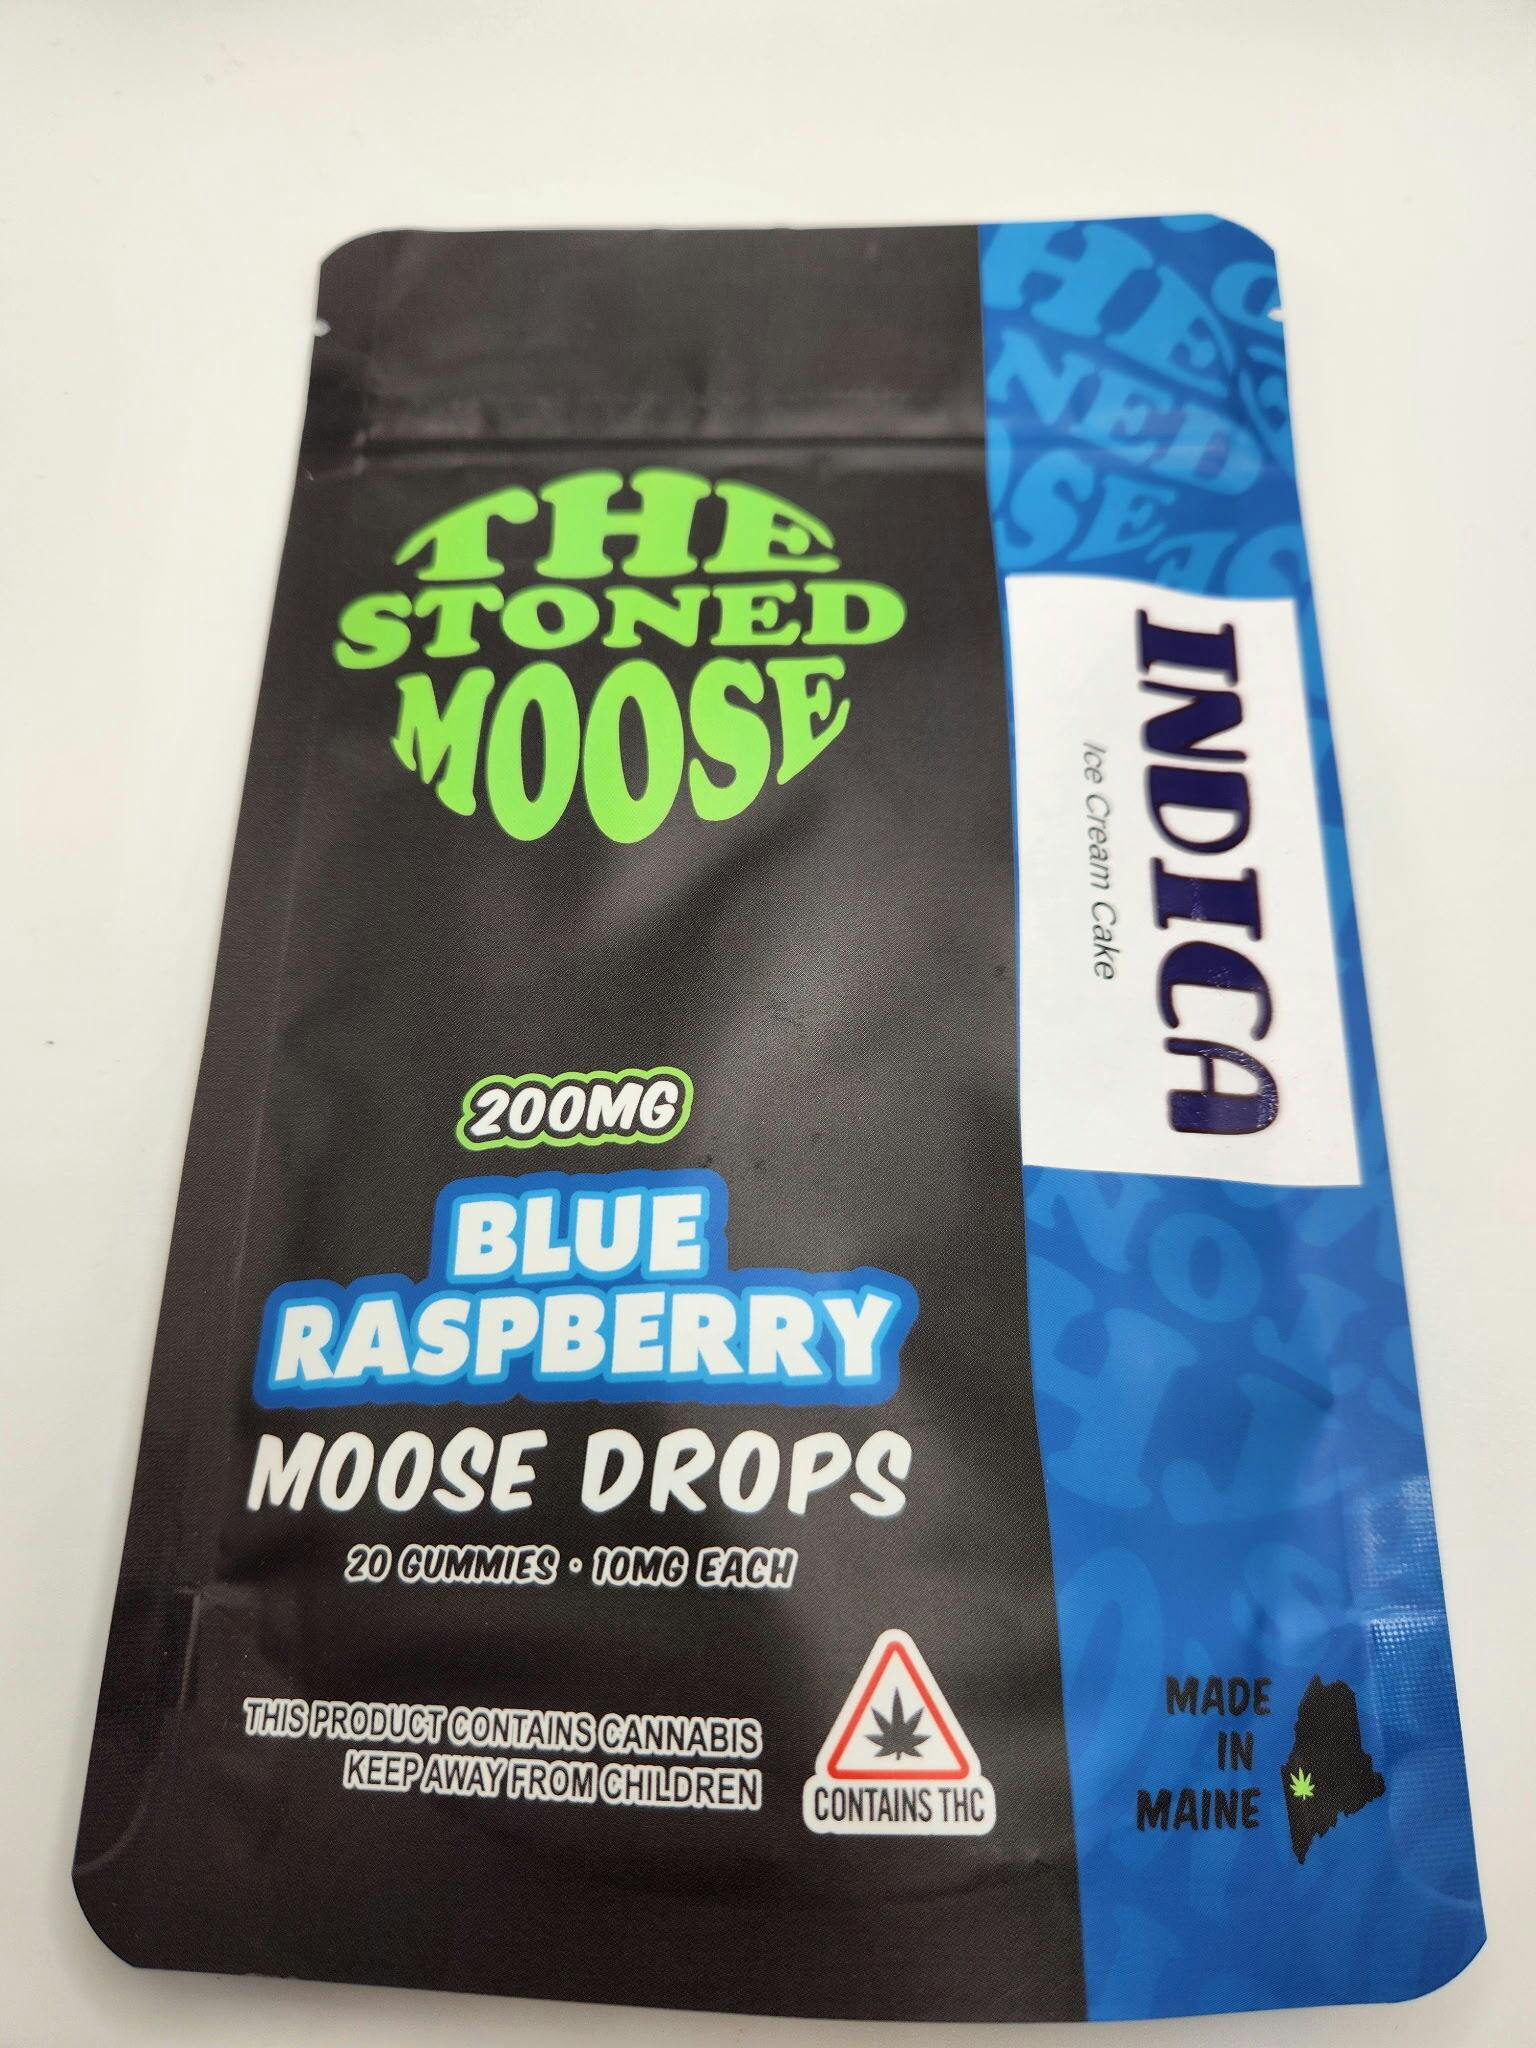 THE
STONED
MOOSE
200MG
BLUE
RASPBERRY
MOOSE DROPS
20 GUMMIES • 10MG EACH
THIS PRODUCT CONTAINS CANNABIS
KEEP AWAY FROM CHILDREN
CONTAINS THC
INDICA
Ice Cream Cake
MADE
IN
MAINE